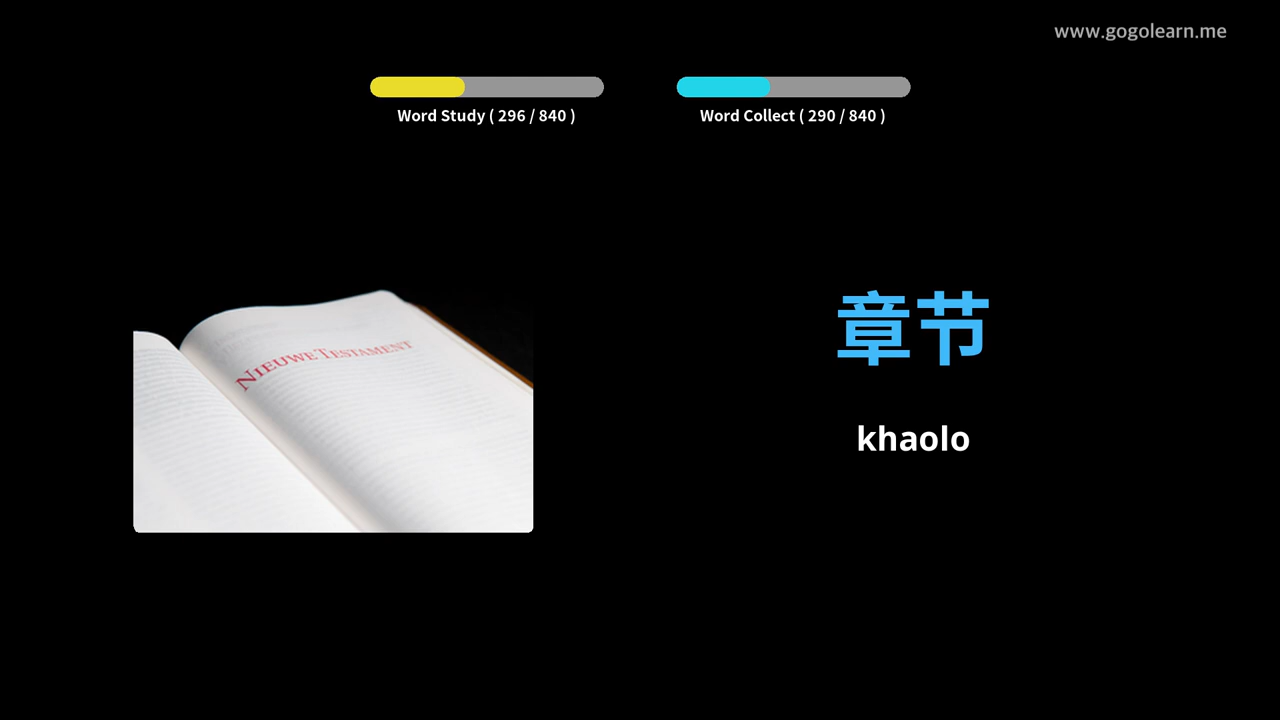 www.gogolearn.me
Word Study ( 296 / 840 )
Word Collect ( 290 / 840 )
NIEUWE TESTAMENT
章节
khaolo